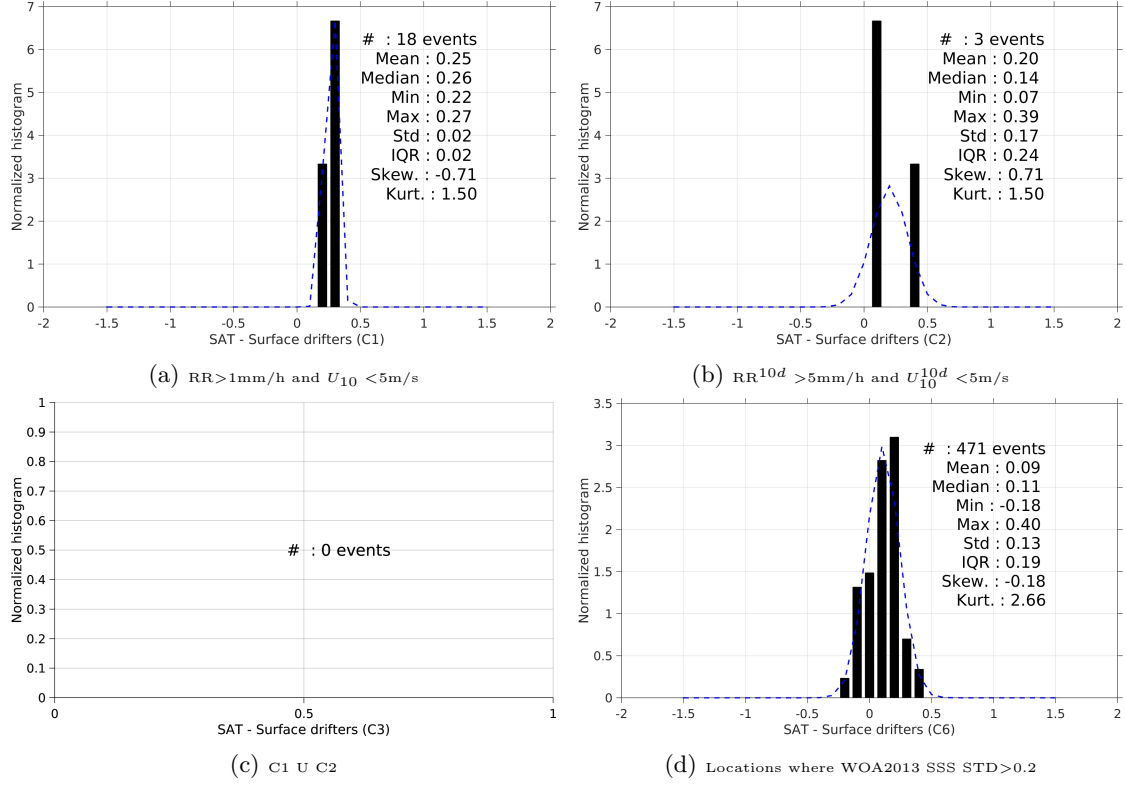 7
6
5
4
3
2
1
0
Normalized histogram
-2 -1.5 -1 -0.5 0 0.5 1 1.5 2
SAT - Surface drifters (C1)
# : 18 events
Mean : 0.25
Median : 0.26
Min : 0.22
Max : 0.27
Std : 0.02
IQR : 0.02
Skew. : -0.71
Kurt. : 1.50
(a) RR>1mm/h and U10 <5m/s
7
6
5
4
3
2
1
0
Normalized histogram
-2 -1.5 -1 -0.5 0 0.5 1 1.5 2
SAT - Surface drifters (C2)
# : 3 events
Mean : 0.20
Median : 0.14
Min : 0.07
Max : 0.39
Std : 0.17
IQR : 0.24
Skew. : 0.71
Kurt. : 1.50
(b) RR^10d >5mm/h and U_10^10d <5m/s
1
0.9
0.8
0.7
0.6
0.5
0.4
0.3
0.2
0.1
0
Normalized histogram
# : 0 events
0 0.5 1
SAT - Surface drifters (C3)
(c) C1 U C2
3.5
3
2.5
2
1.5
1
0.5
0
Normalized histogram
-2 -1.5 -1 -0.5 0 0.5 1 1.5 2
SAT - Surface drifters (C6)
# : 471 events
Mean : 0.09
Median : 0.11
Min : -0.18
Max : 0.40
Std : 0.13
IQR : 0.19
Skew. : -0.18
Kurt. : 2.66
(d) Locations where WOA2013 SSS STD>0.2